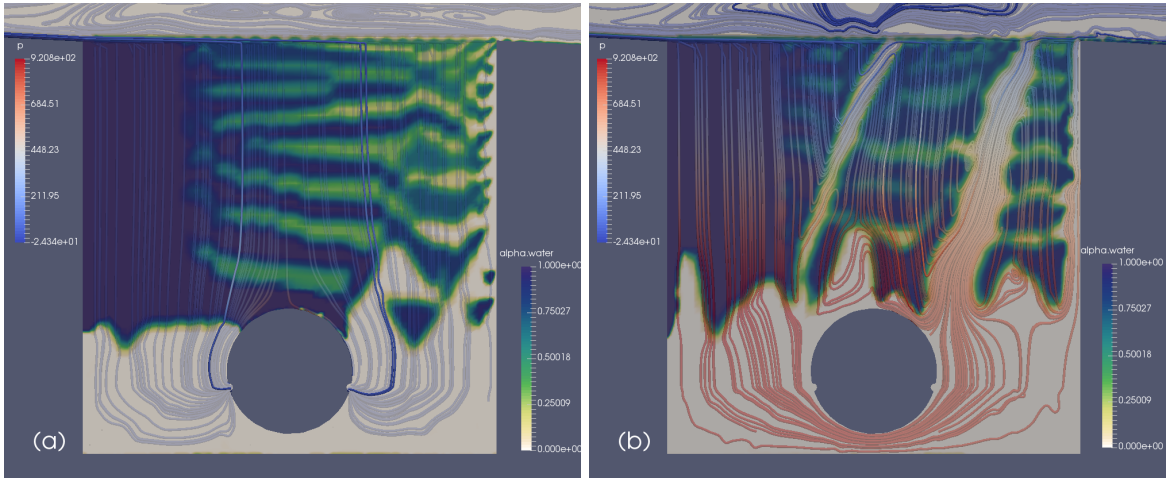 p
9.208e+02
684.51
448.23
211.95
-2.434e+01
alpha.water
1.000e+00
0.75027
0.50018
0.25009
0.000e+00
(a)
p
9.208e+02
684.51
448.23
211.95
-2.434e+01
alpha.water
1.000e+00
0.75027
0.50018
0.25009
0.000e+00
(b)